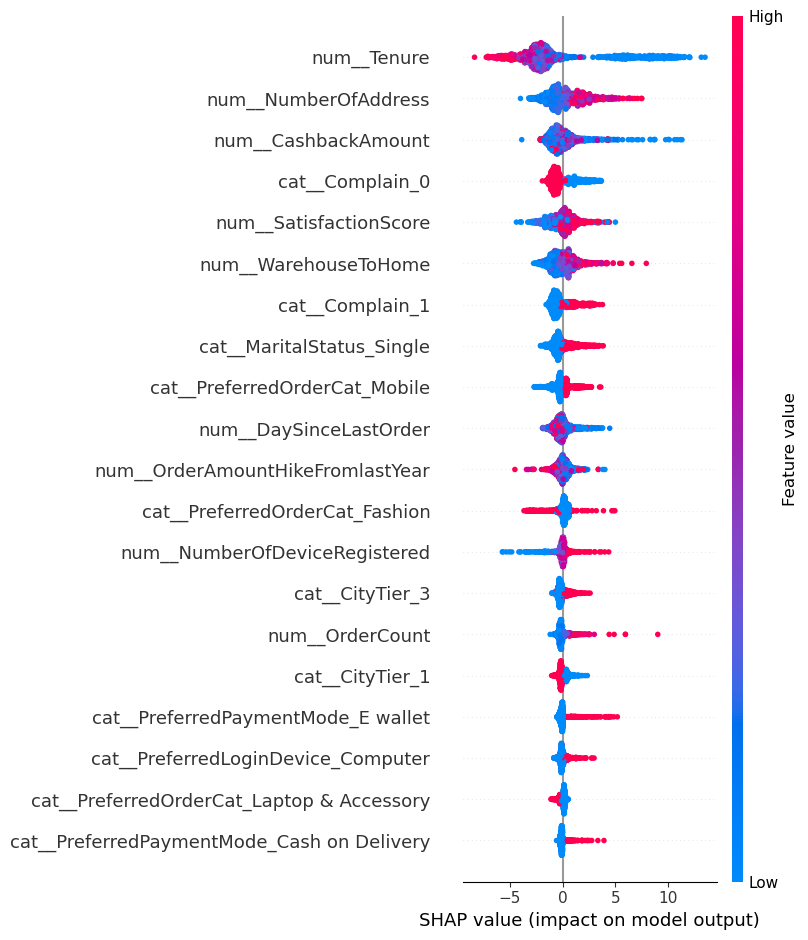 High
num__Tenure
num__NumberOfAddress
num__CashbackAmount
cat__Complain_0
num__SatisfactionScore
num__WarehouseToHome
cat__Complain_1
cat__MaritalStatus_Single
cat__PreferredOrderCat_Mobile
num__DaySinceLastOrder
num__OrderAmountHikeFromlastYear
cat__PreferredOrderCat_Fashion
num__NumberOfDeviceRegistered
cat__CityTier_3
num__OrderCount
cat__CityTier_1
cat__PreferredPaymentMode_E wallet
cat__PreferredLoginDevice_Computer
cat__PreferredOrderCat_Laptop & Accessory
cat__PreferredPaymentMode_Cash on Delivery
Feature value
Low
−5 0 5 10
SHAP value (impact on model output)